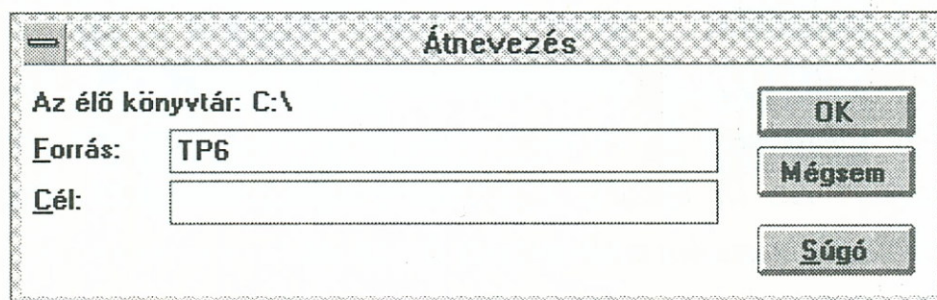 Átnevezés
Az élő könyvtár: C:\
OK
Forrás: TP6
Mégsem
Cél:
Súgó